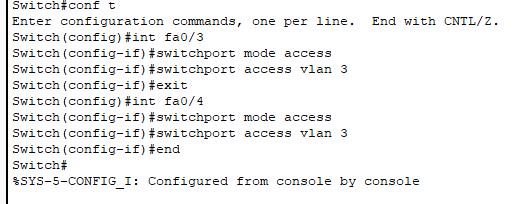 Switch#conf t
Enter configuration commands, one per line.  End with CNTL/Z.
Switch(config)#int fa0/3
Switch(config-if)#switchport mode access
Switch(config-if)#switchport access vlan 3
Switch(config-if)#exit
Switch(config)#int fa0/4
Switch(config-if)#switchport mode access
Switch(config-if)#switchport access vlan 3
Switch(config-if)#end
Switch#
%SYS-5-CONFIG_I: Configured from console by console